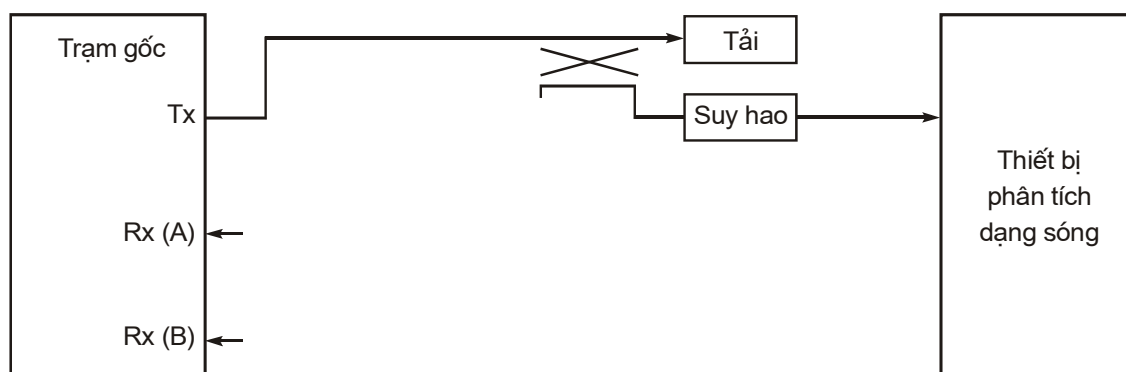 Trạm gốc
Tải
Tx
Suy hao
Thiết bị
phân tích
dạng sóng
Rx (A)
Rx (B)